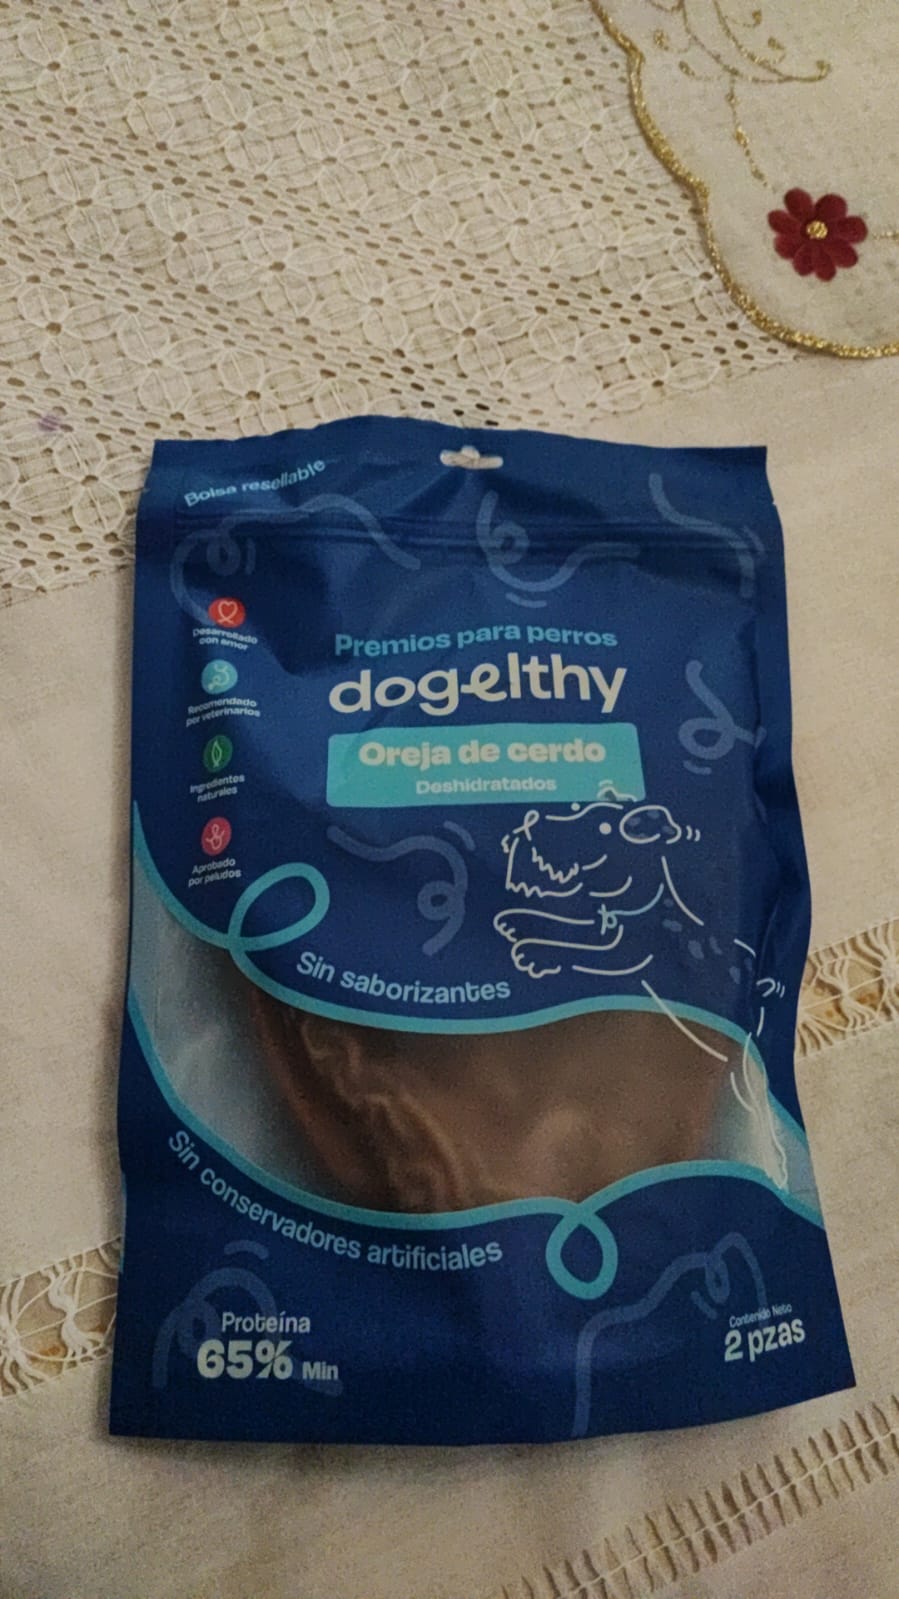 Bolsa resellable
Desarrollado
con amor
Recomendado
por veterinarios
Ingredientes
naturales
Aprobado
por peludos
Premios para perros
dogelthy
Oreja de cerdo
Deshidratados
Sin saborizantes
Sin conservadores artificiales
Proteína
65% Min
Contenido Neto
2 pzas